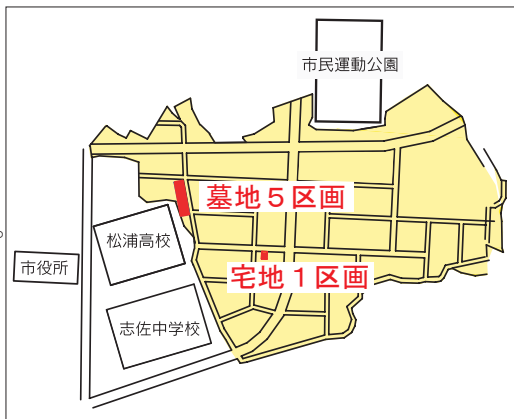 市民運動公園
墓地５区画
松浦高校
市役所
宅地１区画
志佐中学校